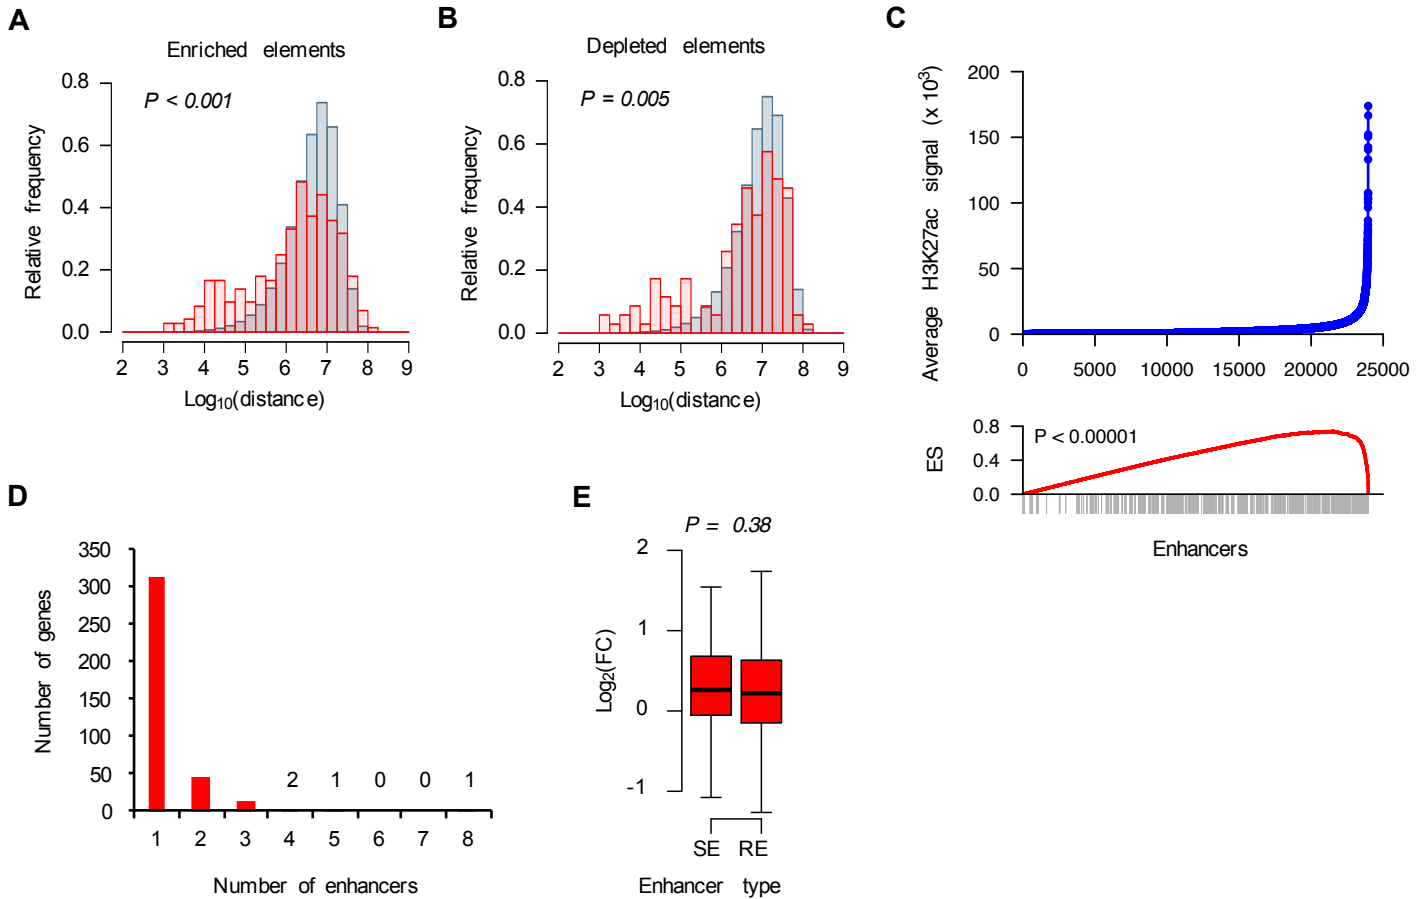 A
Enriched elements
P < 0.001
Relative frequency
0.8
0.6
0.4
0.2
0.0
2 3 4 5 6 7 8 9
Log10(distance)
B
Depleted elements
P = 0.005
Relative frequency
0.8
0.6
0.4
0.2
0.0
2 3 4 5 6 7 8 9
Log10(distance)
C
Average H3K27ac signal (x 10³)
200
150
100
50
0
0 5000 10000 15000 20000 25000
P < 0.00001
ES
0.8
0.4
0.0
Enhancers
D
Number of genes
350
300
250
200
150
100
50
0
2 1 0 0 1
1 2 3 4 5 6 7 8
Number of enhancers
E
P = 0.38
Log2(FC)
2
1
0
-1
SE RE
Enhancer type